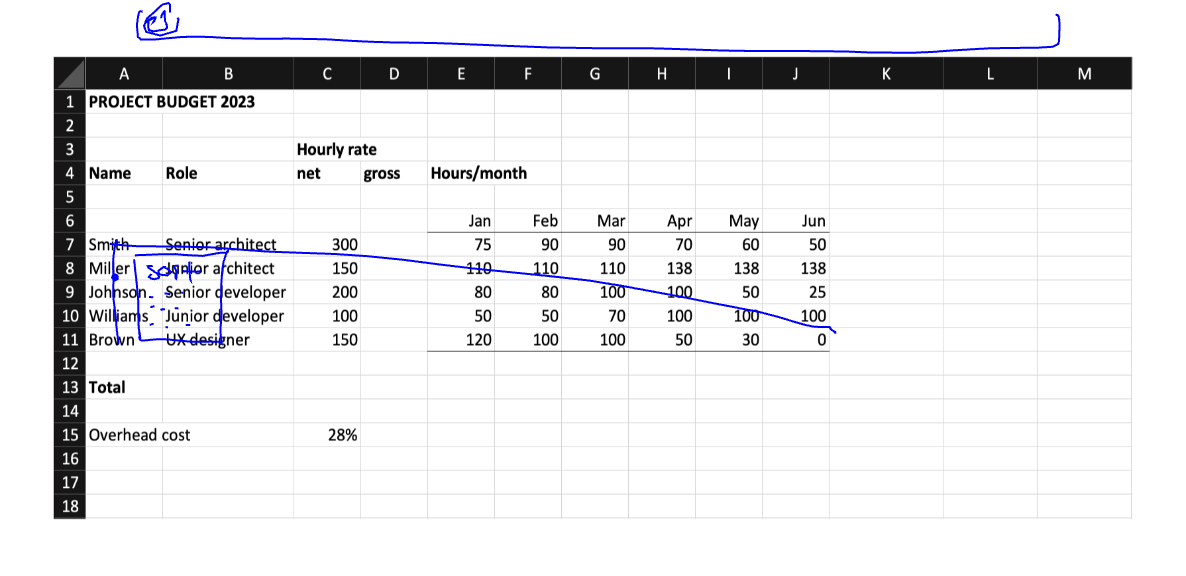 A B C D E F G H I J K L M
1 PROJECT BUDGET 2023
2
3 Hourly rate
4 Name Role net gross Hours/month
5
6 Jan Feb Mar Apr May Jun
7 Smith Senior architect 300 75 90 90 70 60 50
8 Miller Junior architect 150 110 110 110 138 138 138
9 Johnson Senior developer 200 80 80 100 100 50 25
10 Williams Junior developer 100 50 50 70 100 100 100
11 Brown UX designer 150 120 100 100 50 30 0
12
13 Total
14
15 Overhead cost 28%
16
17
18